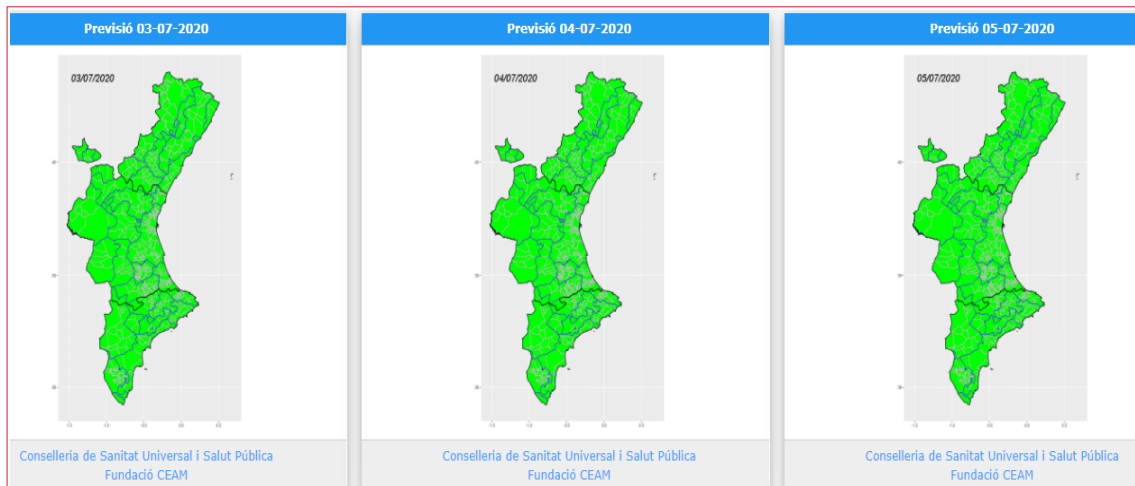 Previsió 03-07-2020
03/07/2020
Conselleria de Sanitat Universal i Salut Pública
Fundació CEAM
Previsió 04-07-2020
04/07/2020
Conselleria de Sanitat Universal i Salut Pública
Fundació CEAM
Previsió 05-07-2020
05/07/2020
Conselleria de Sanitat Universal i Salut Pública
Fundació CEAM